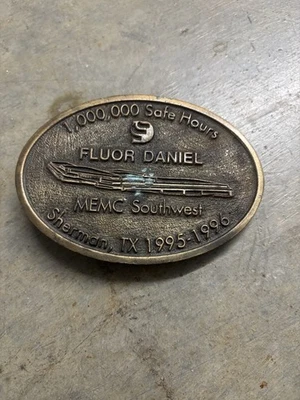 1,000,000 Safe Hours
FLUOR DANIEL
MEMC Southwest
Sherman, TX 1995-1996